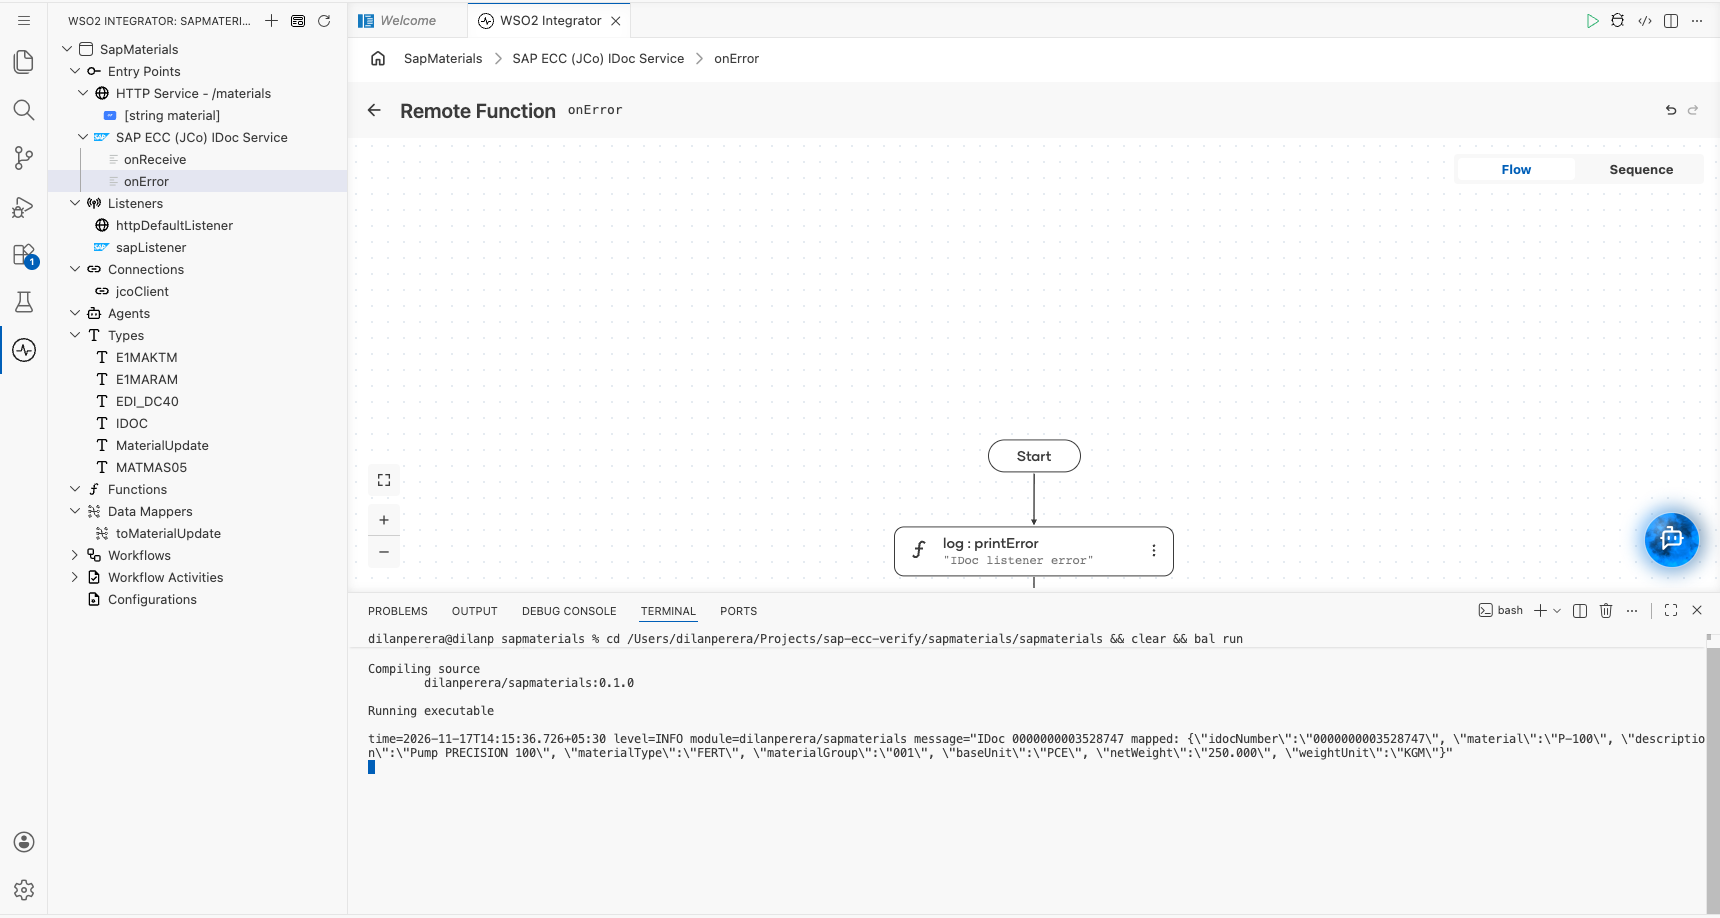 WSO2 INTEGRATOR: SAPMATERI...
SapMaterials
Entry Points
HTTP Service - /materials
[string material]
SAP ECC (JCo) IDoc Service
onReceive
onError
Listeners
httpDefaultListener
sapListener
Connections
jcoClient
Agents
Types
E1MAKTM
E1MARAM
EDI_DC40
IDOC
MaterialUpdate
MATMAS05
Functions
Data Mappers
toMaterialUpdate
Workflows
Workflow Activities
Configurations
1
Welcome
WSO2 Integrator
SapMaterials > SAP ECC (JCo) IDoc Service > onError
Remote Function onError
Flow Sequence
Start
log : printError
"IDoc listener error"
PROBLEMS OUTPUT DEBUG CONSOLE TERMINAL PORTS
bash
dilanperera@dilanp sapmaterials % cd /Users/dilanperera/Projects/sap-ecc-verify/sapmaterials/sapmaterials && clear && bal run
Compiling source
dilanperera/sapmaterials:0.1.0
Running executable
time=2026-11-17T14:15:36.726+05:30 level=INFO module=dilanperera/sapmaterials message="IDoc 0000000003528747 mapped: {\"idocNumber\":\"0000000003528747\", \"material\":\"P-100\", \"descriptio
n\":\"Pump PRECISION 100\", \"materialType\":\"FERT\", \"materialGroup\":\"001\", \"baseUnit\":\"PCE\", \"netWeight\":\"250.000\", \"weightUnit\":\"KGM\"}"